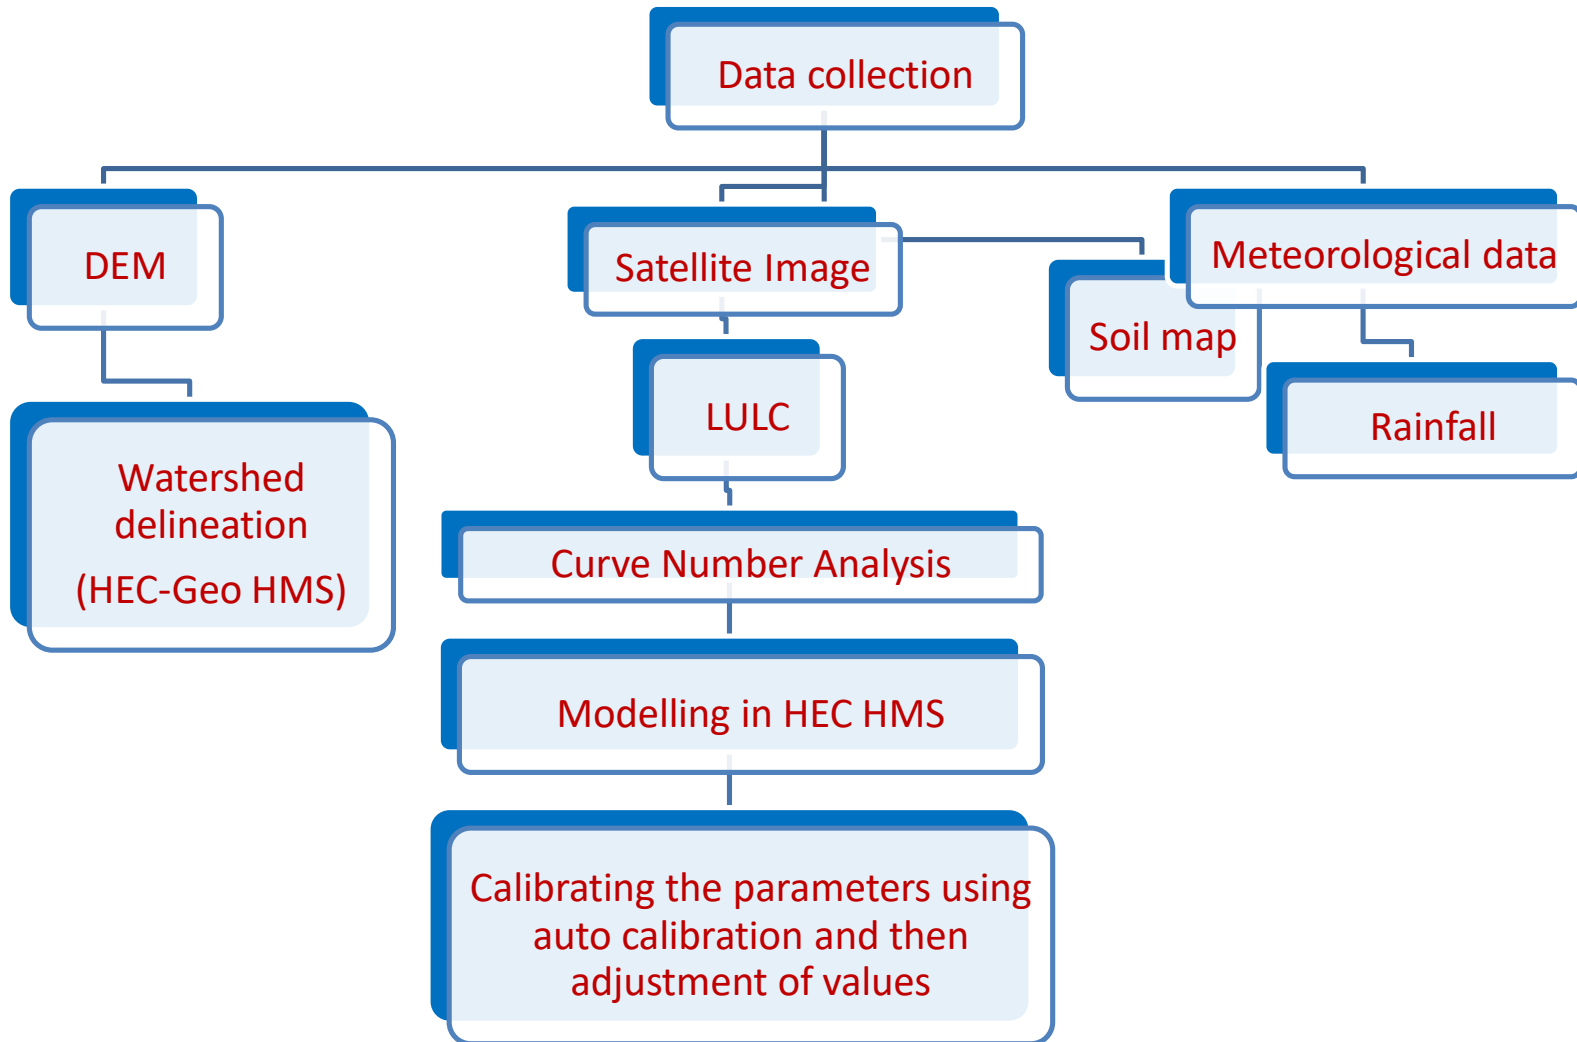 Data collection
DEM
Satellite Image
Meteorological data
Soil map
LULC
Rainfall
Watershed
delineation
(HEC-Geo HMS)
Curve Number Analysis
Modelling in HEC HMS
Calibrating the parameters using
auto calibration and then
adjustment of values